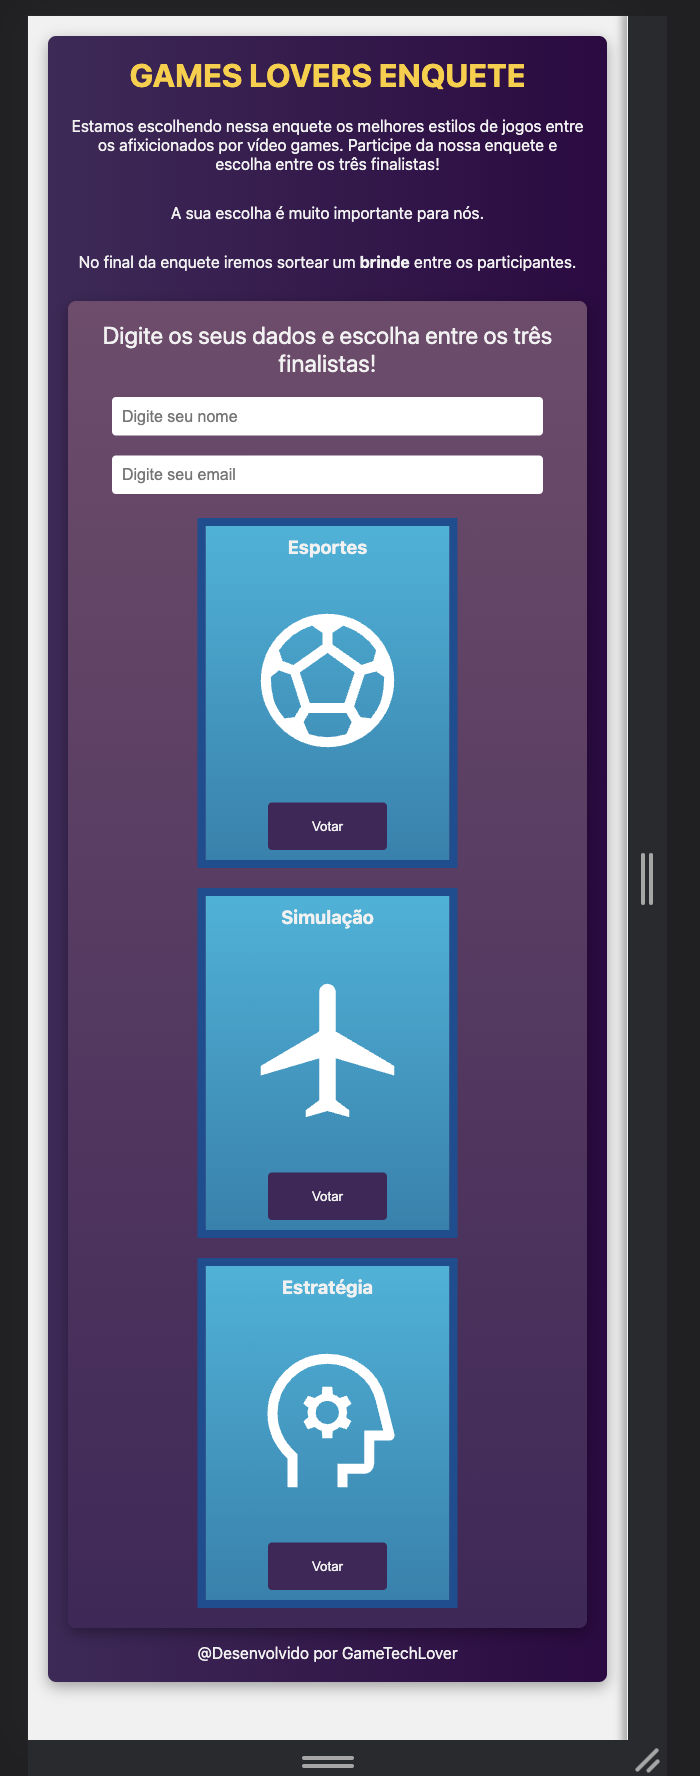 GAMES LOVERS ENQUETE
Estamos escolhendo nessa enquete os melhores estilos de jogos entre
os afixicionados por vídeo games. Participe da nossa enquete e
escolha entre os três finalistas!
A sua escolha é muito importante para nós.
No final da enquete iremos sortear um brinde entre os participantes.
Digite os seus dados e escolha entre os três
finalistas!
Digite seu nome
Digite seu email
Esportes
Votar
Simulação
Votar
Estratégia
Votar
@Desenvolvido por GameTechLover